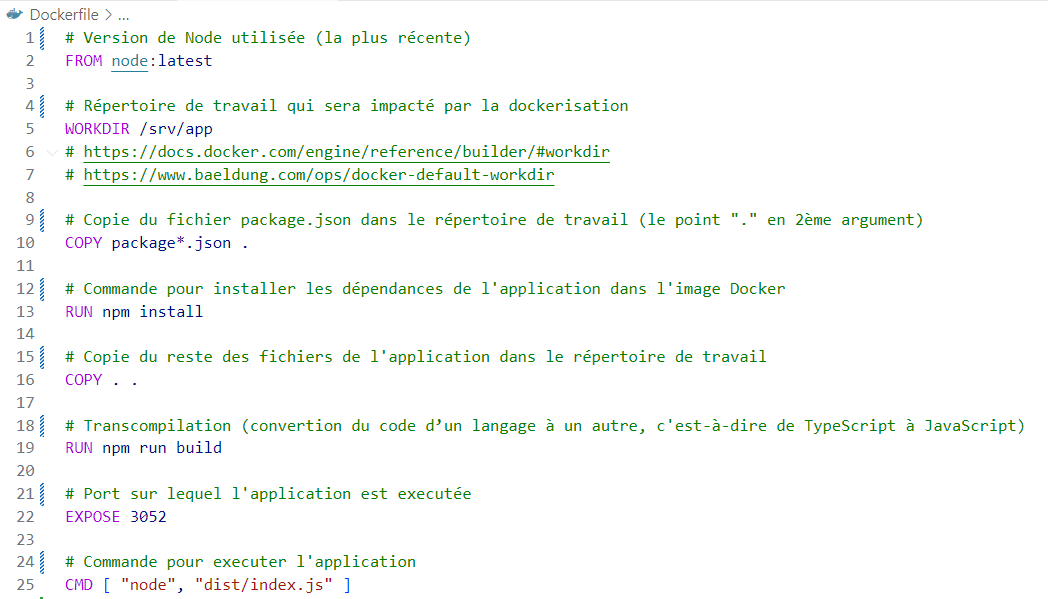 Dockerfile > ...
1 # Version de Node utilisée (la plus récente)
2 FROM node:latest
3
4 # Répertoire de travail qui sera impacté par la dockerisation
5 WORKDIR /srv/app
6 # https://docs.docker.com/engine/reference/builder/#workdir
7 # https://www.baeldung.com/ops/docker-default-workdir
8
9 # Copie du fichier package.json dans le répertoire de travail (le point "." en 2ème argument)
10 COPY package*.json .
11
12 # Commande pour installer les dépendances de l'application dans l'image Docker
13 RUN npm install
14
15 # Copie du reste des fichiers de l'application dans le répertoire de travail
16 COPY . .
17
18 # Transcompilation (convertion du code d’un langage à un autre, c'est-à-dire de TypeScript à JavaScript)
19 RUN npm run build
20
21 # Port sur lequel l'application est executée
22 EXPOSE 3052
23
24 # Commande pour executer l'application
25 CMD [ "node", "dist/index.js" ]